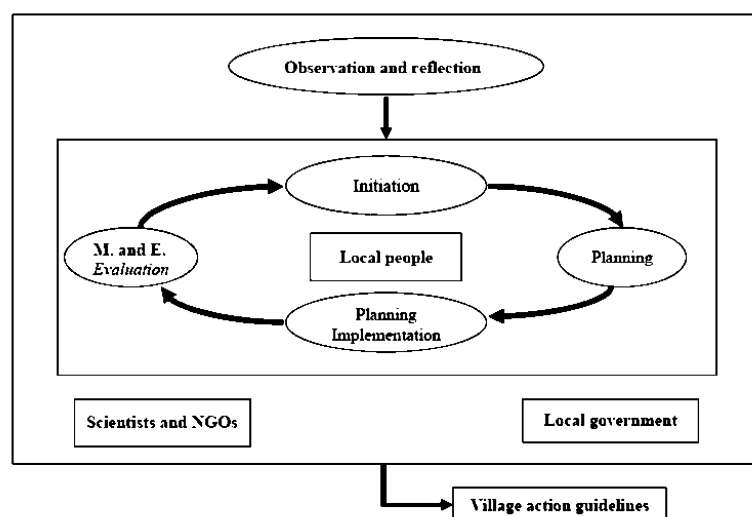 Observation and reflection
Initiation
M. and E.
Evaluation
Local people
Planning
Planning
Implementation
Scientists and NGOs
Local government
Village action guidelines